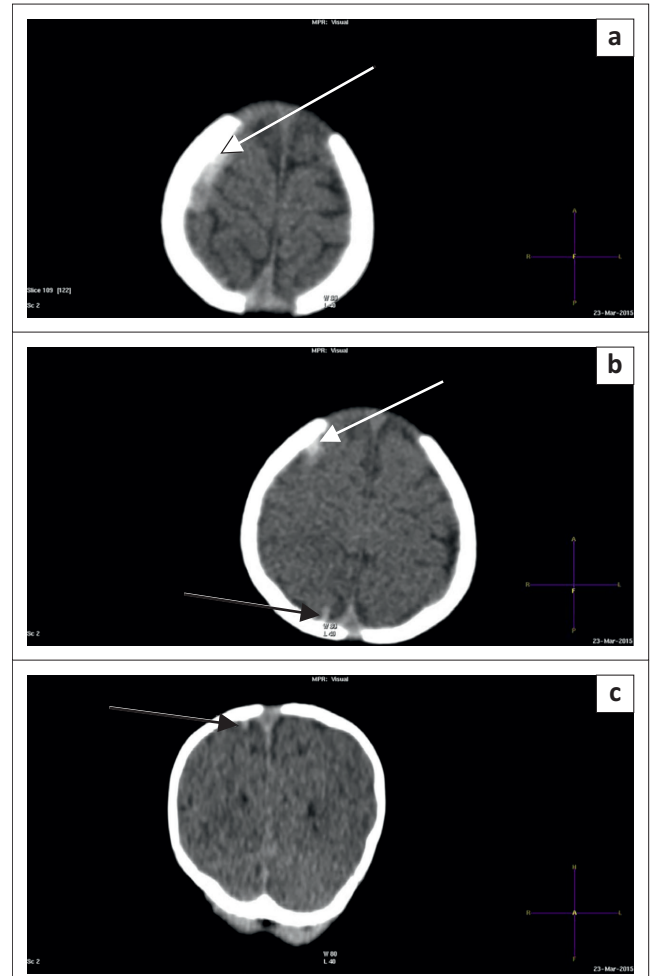 MPR: Visual
a
A
R F L
P
Slice 109 [122]
Sc 2
W 80
L 40
23-Mar-2015
MPR: Visual
b
A
R F L
P
Sc 2
W 80
L 40
23-Mar-2015
MPR: Visual
c
H
R A L
F
Sc 2
W 80
L 40
23-Mar-2015